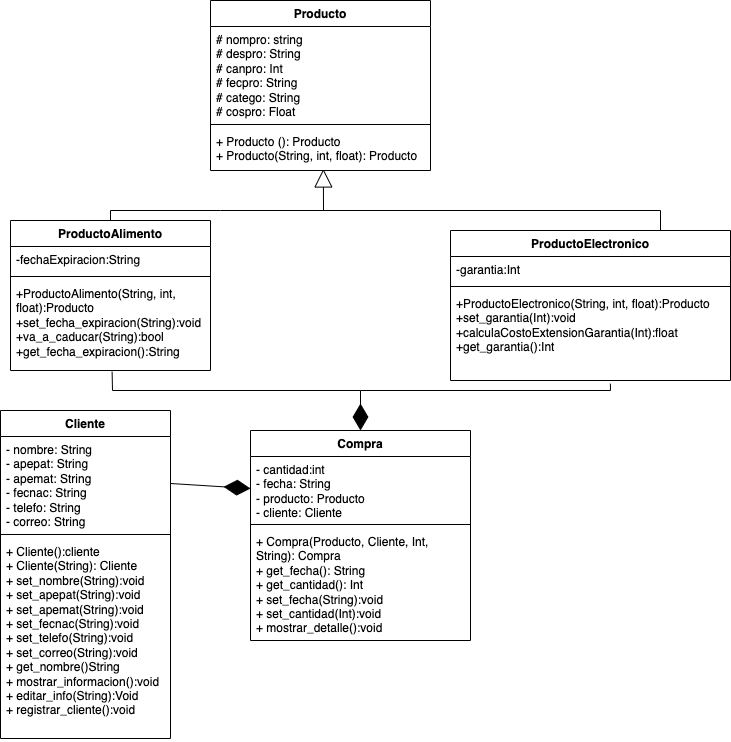 Producto
# nompro: string
# despro: String
# canpro: Int
# fecpro: String
# catego: String
# cospro: Float
+ Producto (): Producto
+ Producto(String, int, float): Producto
ProductoAlimento
-fechaExpiracion:String
+ProductoAlimento(String, int,
float):Producto
+set_fecha_expiracion(String):void
+va_a_caducar(String):bool
+get_fecha_expiracion():String
ProductoElectronico
-garantia:Int
+ProductoElectronico(String, int, float):Producto
+set_garantia(Int):void
+calculaCostoExtensionGarantia(Int):float
+get_garantia():Int
Cliente
- nombre: String
- apepat: String
- apemat: String
- fecnac: String
- telefo: String
- correo: String
+ Cliente():cliente
+ Cliente(String): Cliente
+ set_nombre(String):void
+ set_apepat(String):void
+ set_apemat(String):void
+ set_fecnac(String):void
+ set_telefo(String):void
+ set_correo(String):void
+ get_nombre()String
+ mostrar_informacion():void
+ editar_info(String):Void
+ registrar_cliente():void
Compra
- cantidad:int
- fecha: String
- producto: Producto
- cliente: Cliente
+ Compra(Producto, Cliente, Int,
String): Compra
+ get_fecha(): String
+ get_cantidad(): Int
+ set_fecha(String):void
+ set_cantidad(Int):void
+ mostrar_detalle():void